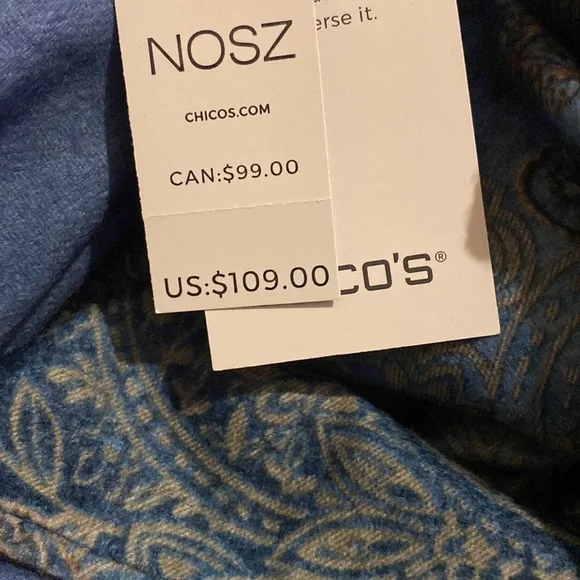 NOSZ
CHICOS.COM
CAN:$99.00
US:$109.00
erse it.
CO'S®